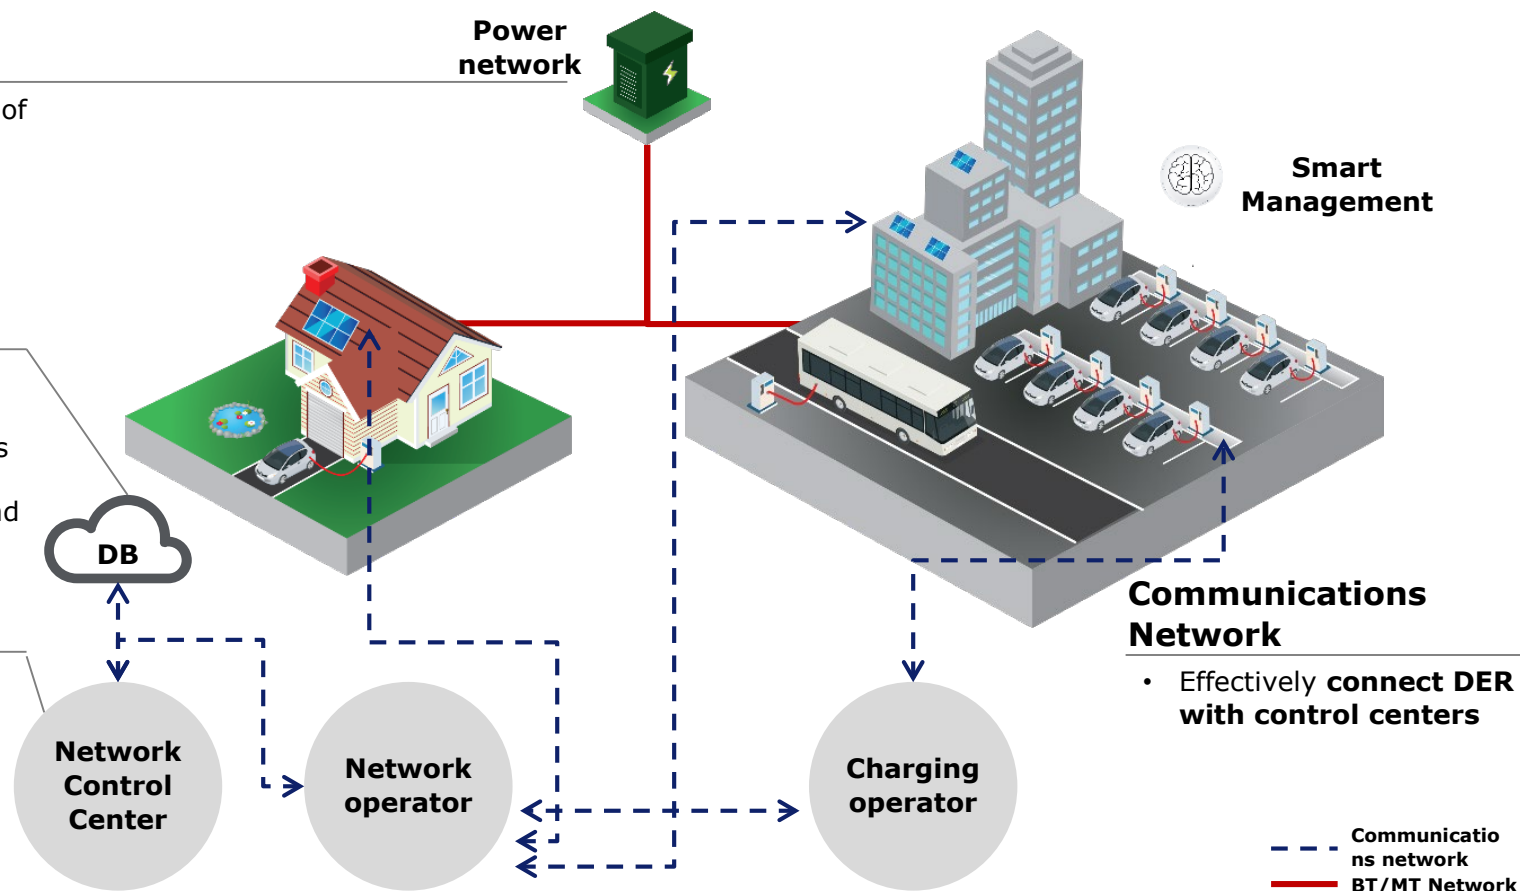 Power
network
of
Smart
Management
s
nd
DB
Communications
Network
• Effectively connect DER
with control centers
Network
Control
Center
Network
operator
Charging
operator
Communicatio
ns network
BT/MT Network